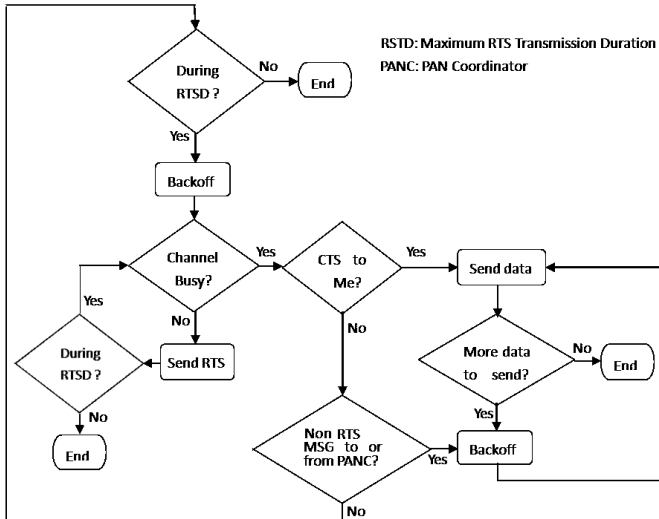 RSTD: Maximum RTS Transmission Duration
PANC: PAN Coordinator
During
RTSD ?
No
End
Yes
Backoff
Channel
Busy?
Yes
CTS to
Me?
Yes
Send data
Yes
No
No
During
RTSD ?
Send RTS
More data
to send?
No
End
No
End
Yes
Non RTS
MSG to or
from PANC?
Yes
Backoff
No